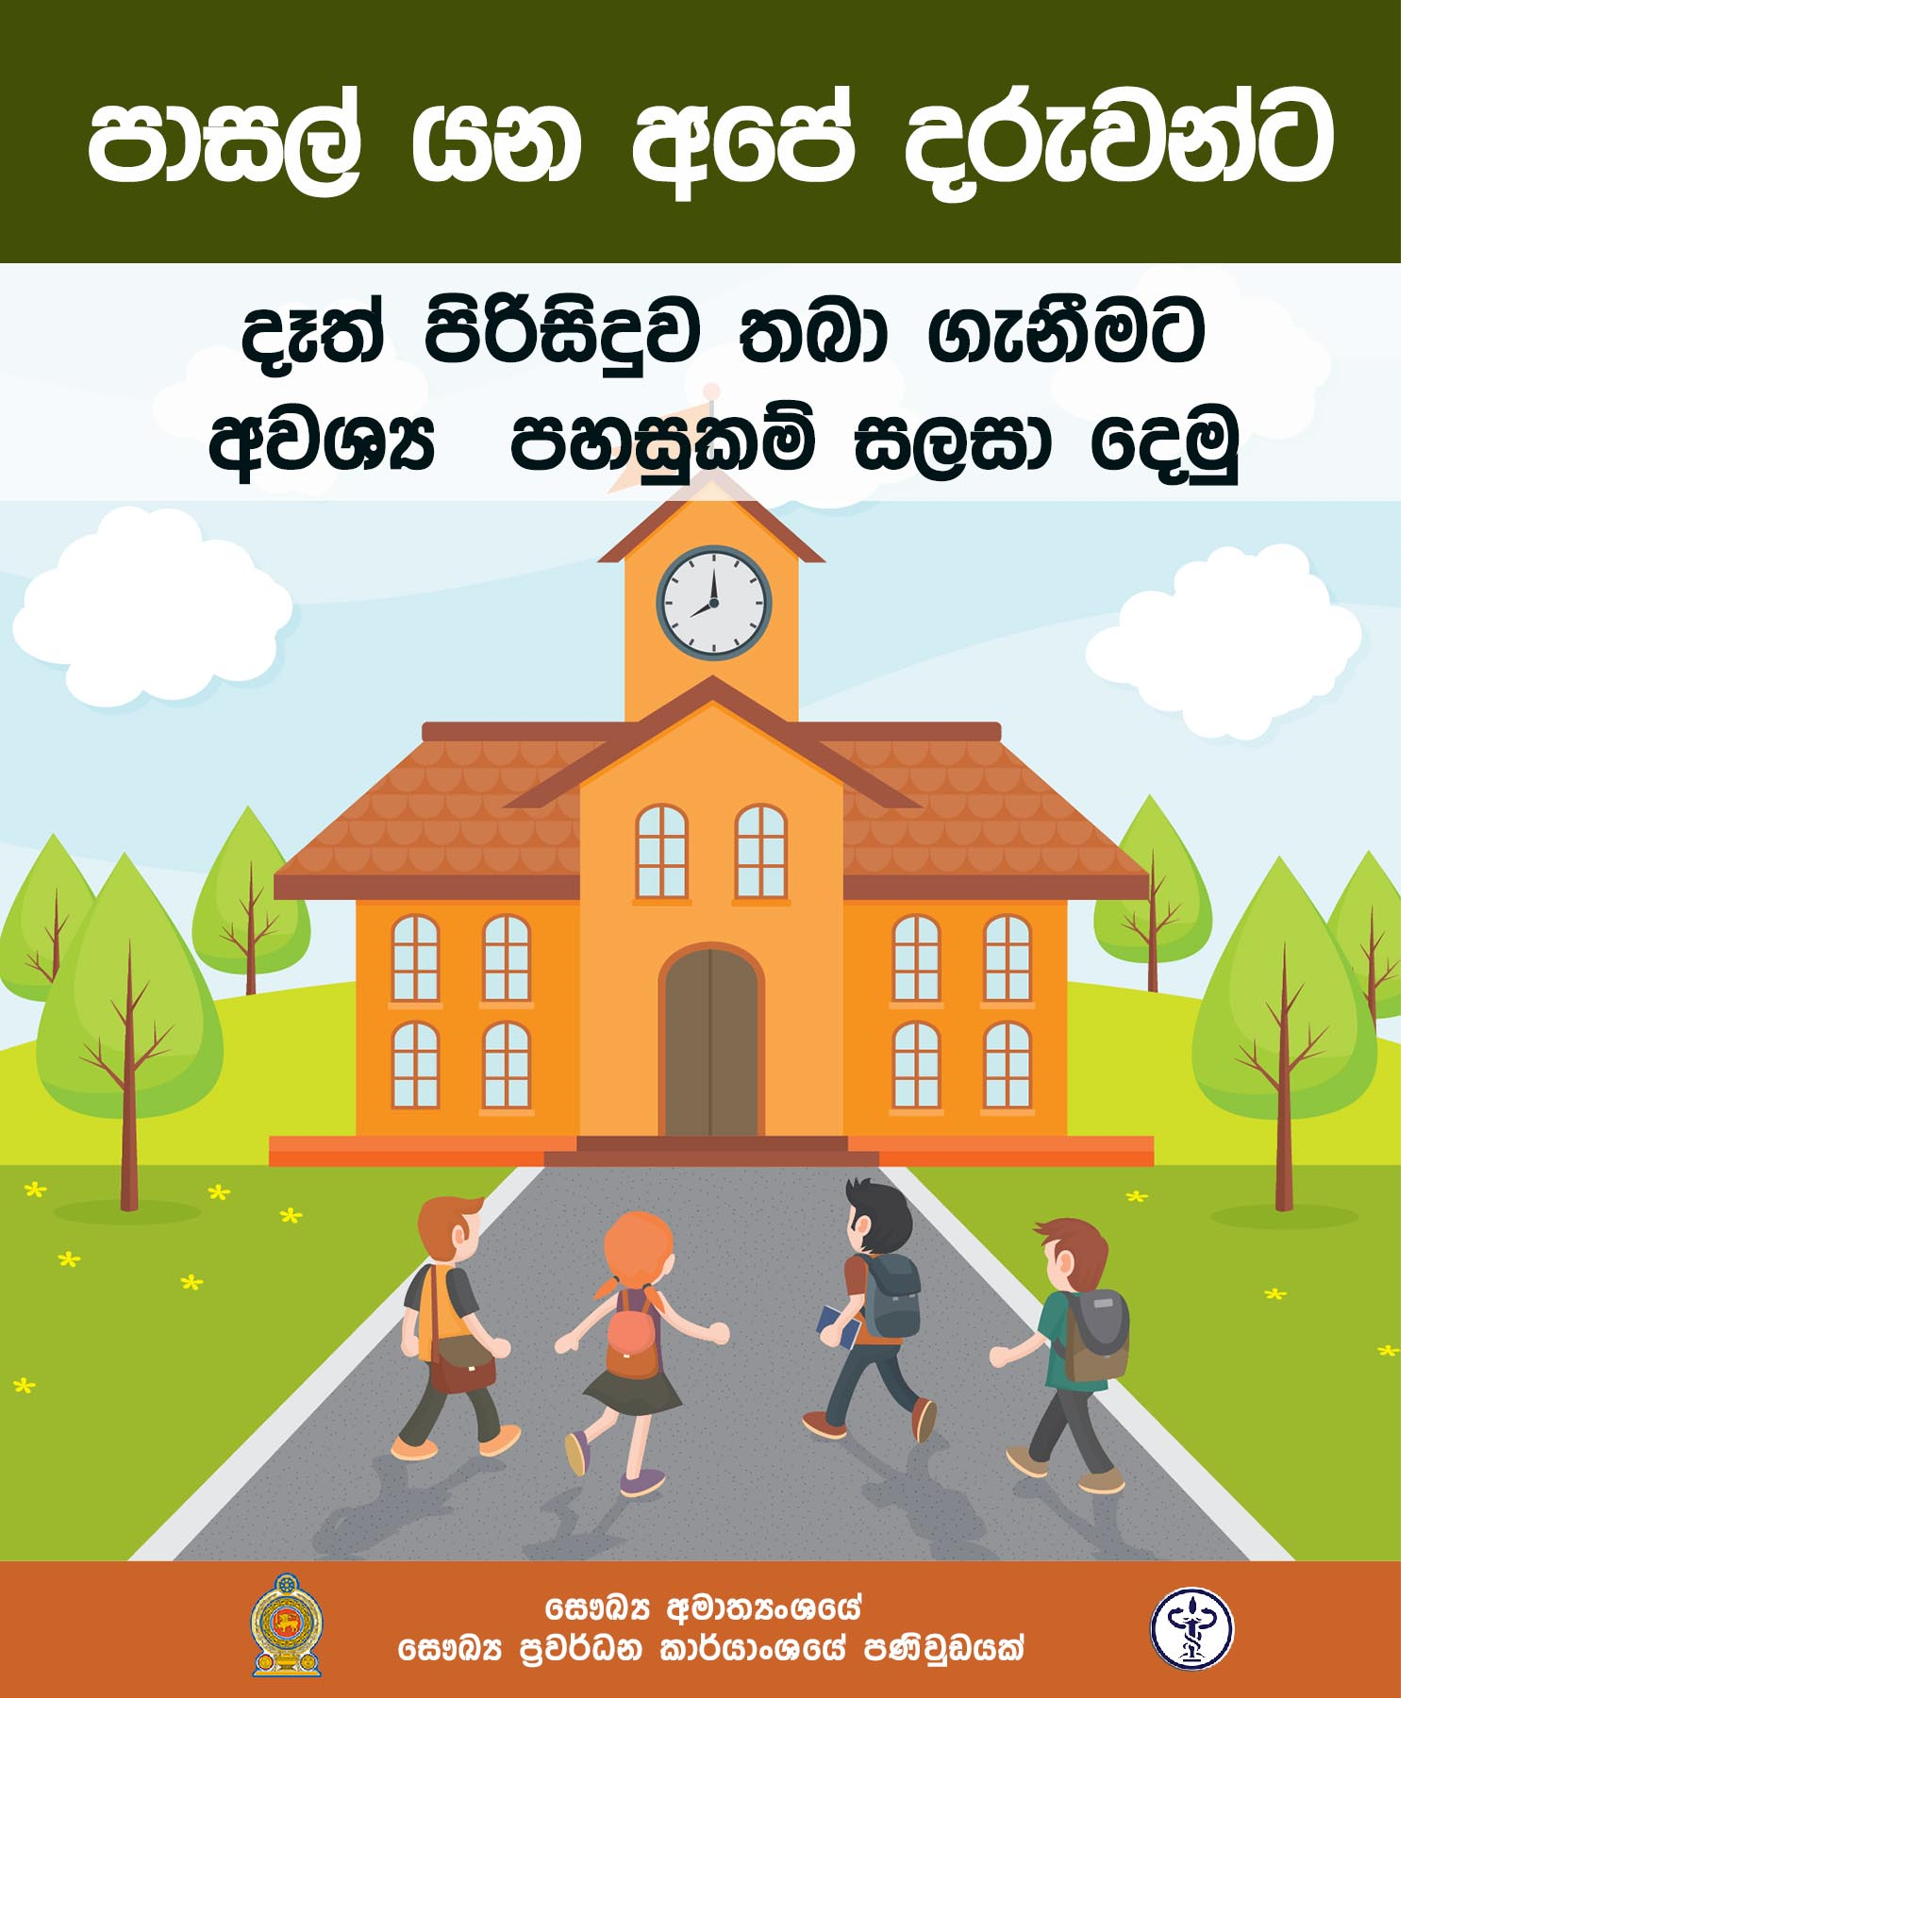 පාසල් යන අපේ දරුවන්ට
දෑත් පිරිසිදුව තබා ගැනීමට
අවශ්‍ය පහසුකම් සලසා දෙමු
සෞඛ්‍ය අමාත්‍යංශයේ
සෞඛ්‍ය ප්‍රවර්ධන කාර්යාංශයේ පණිවුඩයක්